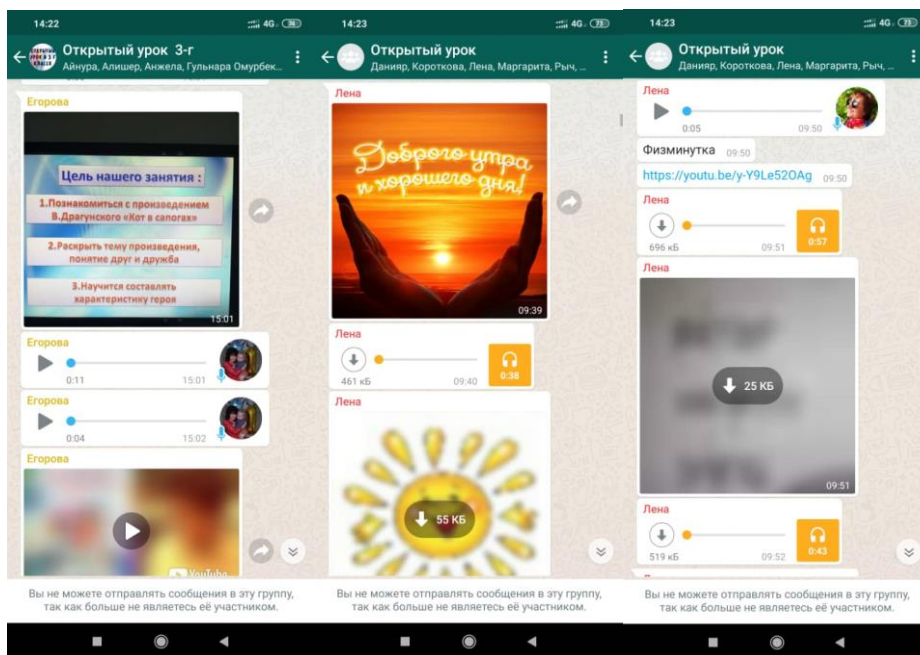 14:22
4G
76
Открытый урок 3-г
Айнура, Алишер, Анжела, Гульнара Омурбек...
Егорова
Цель нашего занятия :
1.Познакомиться с произведением
В.Драгунского «Кот в сапогах»
2.Раскрыть тему произведения,
понятие друг и дружба
3.Научится составлять
характеристику героя
15:01
Егорова
0:11
15:01
Егорова
0:04
15:02
Егорова
YouTube
Вы не можете отправлять сообщения в эту группу,
так как больше не являетесь её участником.
14:23
4G
Открытый урок
Данияр, Короткова, Лена, Маргарита, Рыч, ...
Лена
Доброго утра
и хорошего дня!
09:39
Лена
0:38
461 кБ
09:40
Лена
55 КБ
Вы не можете отправлять сообщения в эту группу,
так как больше не являетесь её участником.
14:23
4G
Открытый урок
Данияр, Короткова, Лена, Маргарита, Рыч, ...
Лена
0:05
09:50
Физминутка 09:50
https://youtu.be/y-Y9Le52OAg 09:50
Лена
0:57
696 кБ
09:51
Лена
25 КБ
09:51
Лена
0:43
519 кБ
09:52
Вы не можете отправлять сообщения в эту группу,
так как больше не являетесь её участником.